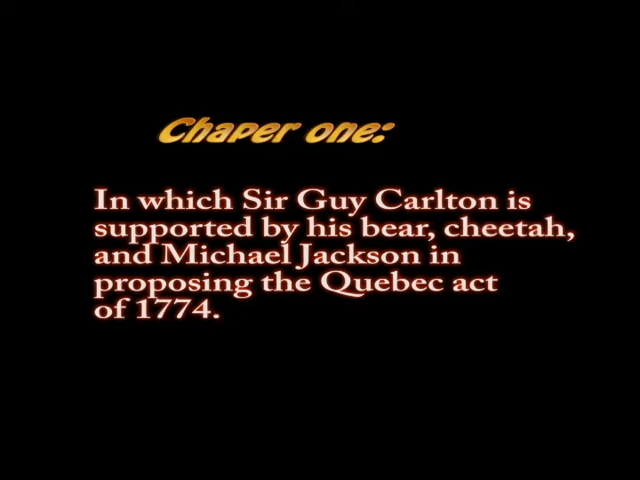 Chaper one:
In which Sir Guy Carlton is
supported by his bear, cheetah,
and Michael Jackson in
proposing the Quebec act
of 1774.